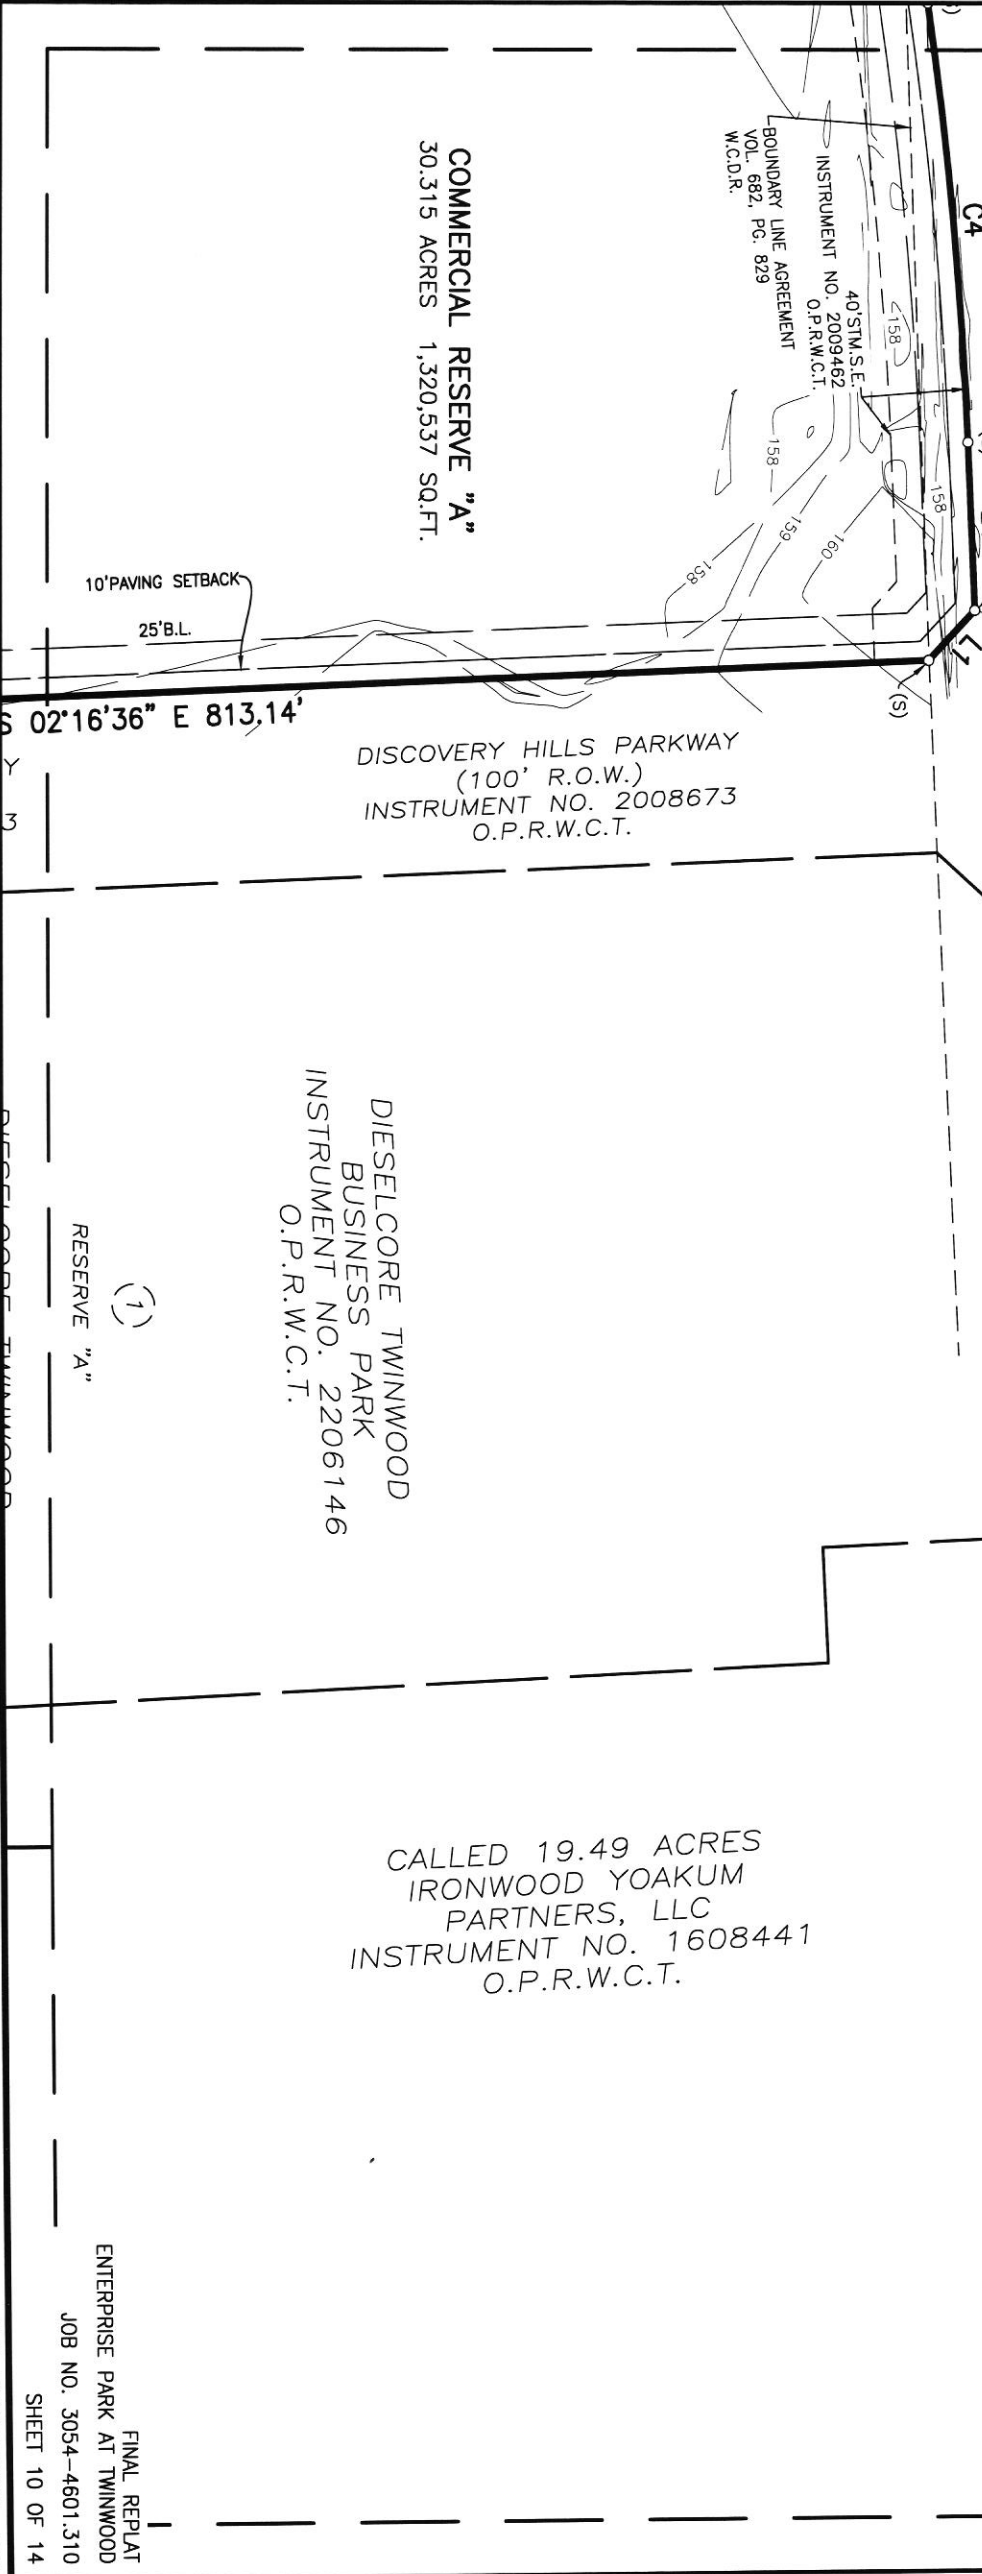 C4
BOUNDARY LINE AGREEMENT
VOL. 682, PG. 829
W.C.D.R.
40'STM.S.E.
INSTRUMENT NO. 2009462
O.P.R.W.C.T.
158
158
158
159
160
158
COMMERCIAL RESERVE "A"
30.315 ACRES 1,320,537 SQ.FT.
10'PAVING SETBACK
25'B.L.
L1
(S)
S 02°16'36" E 813.14'
Y
3
DISCOVERY HILLS PARKWAY
(100' R.O.W.)
INSTRUMENT NO. 2008673
O.P.R.W.C.T.
DIESELCORE TWINWOOD
BUSINESS PARK
INSTRUMENT NO. 2206146
O.P.R.W.C.T.
(1)
RESERVE "A"
DIESELCORE TWINWOOD
CALLED 19.49 ACRES
IRONWOOD YOAKUM
PARTNERS, LLC
INSTRUMENT NO. 1608441
O.P.R.W.C.T.
FINAL REPLAT
ENTERPRISE PARK AT TWINWOOD
JOB NO. 3054-4601.310
SHEET 10 OF 14